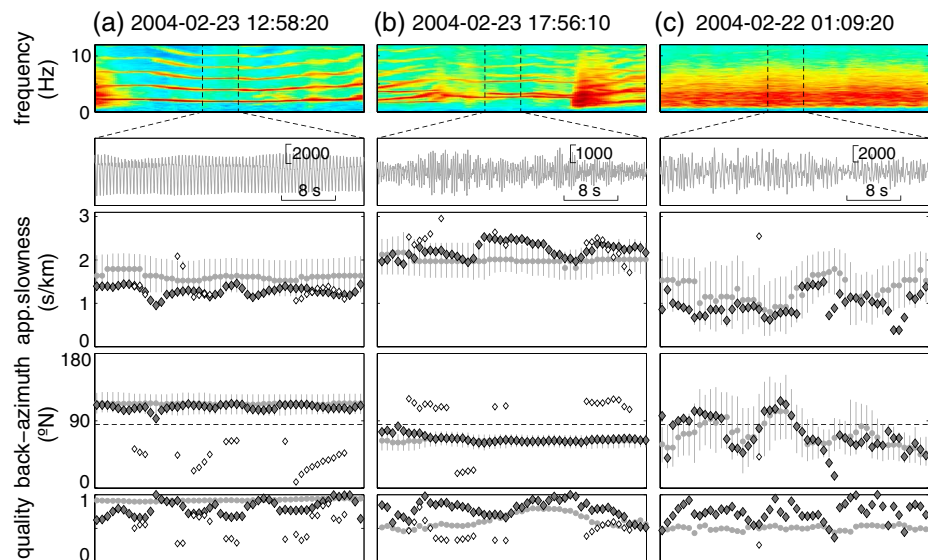 (a) 2004-02-23 12:58:20
(b) 2004-02-23 17:56:10
(c) 2004-02-22 01:09:20
frequency
(Hz)
10
0
2000
8 s
1000
8 s
2000
8 s
app.slowness
(s/km)
3
2
1
0
back-azimuth
(ºN)
180
90
0
quality
1
0